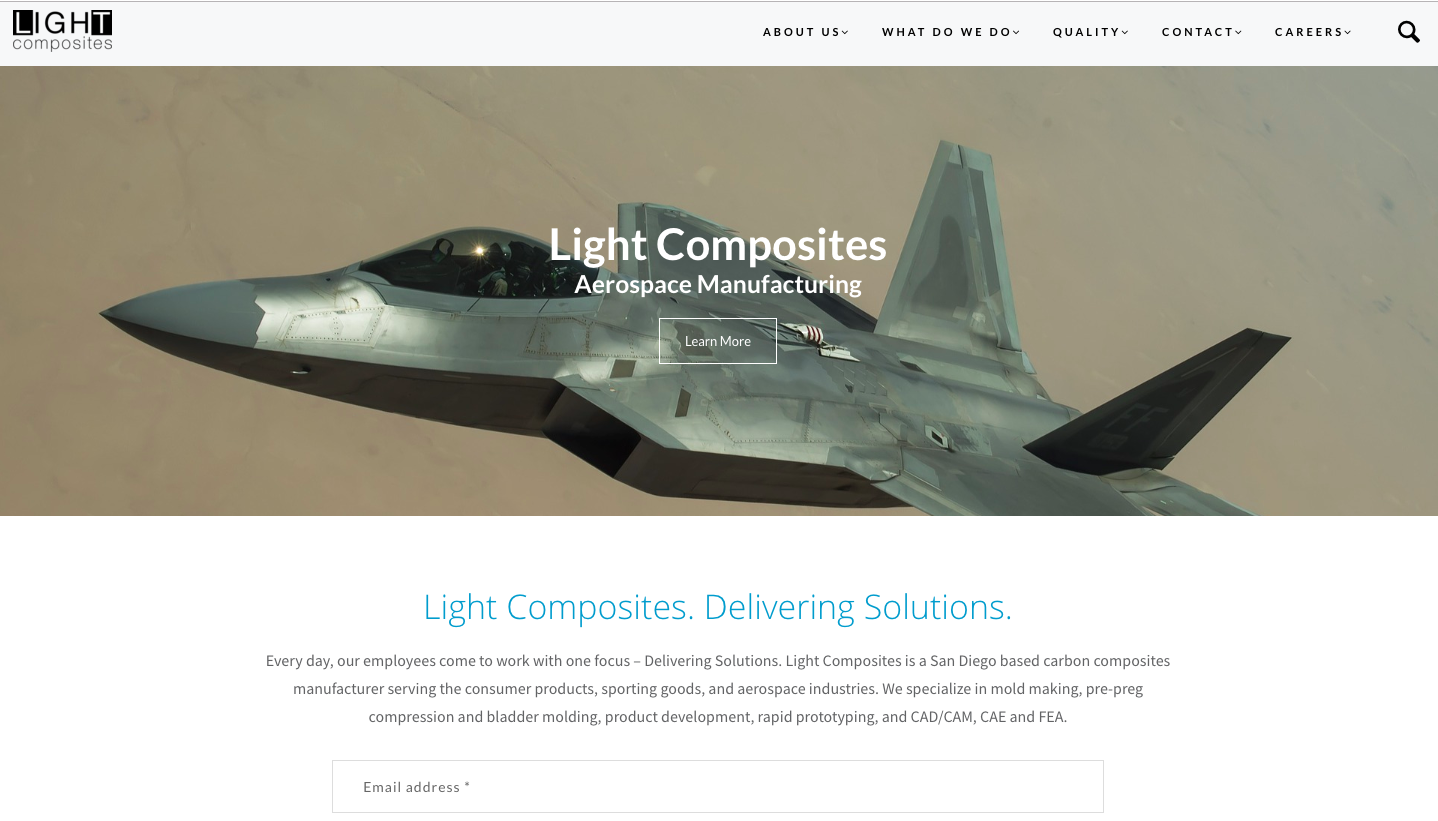 LIGHT
composites
ABOUT US
WHAT DO WE DO
QUALITY
CONTACT
CAREERS
Light Composites
Aerospace Manufacturing
Learn More
FF
Light Composites. Delivering Solutions.
Every day, our employees come to work with one focus – Delivering Solutions. Light Composites is a San Diego based carbon composites
manufacturer serving the consumer products, sporting goods, and aerospace industries. We specialize in mold making, pre-preg
compression and bladder molding, product development, rapid prototyping, and CAD/CAM, CAE and FEA.
Email address *